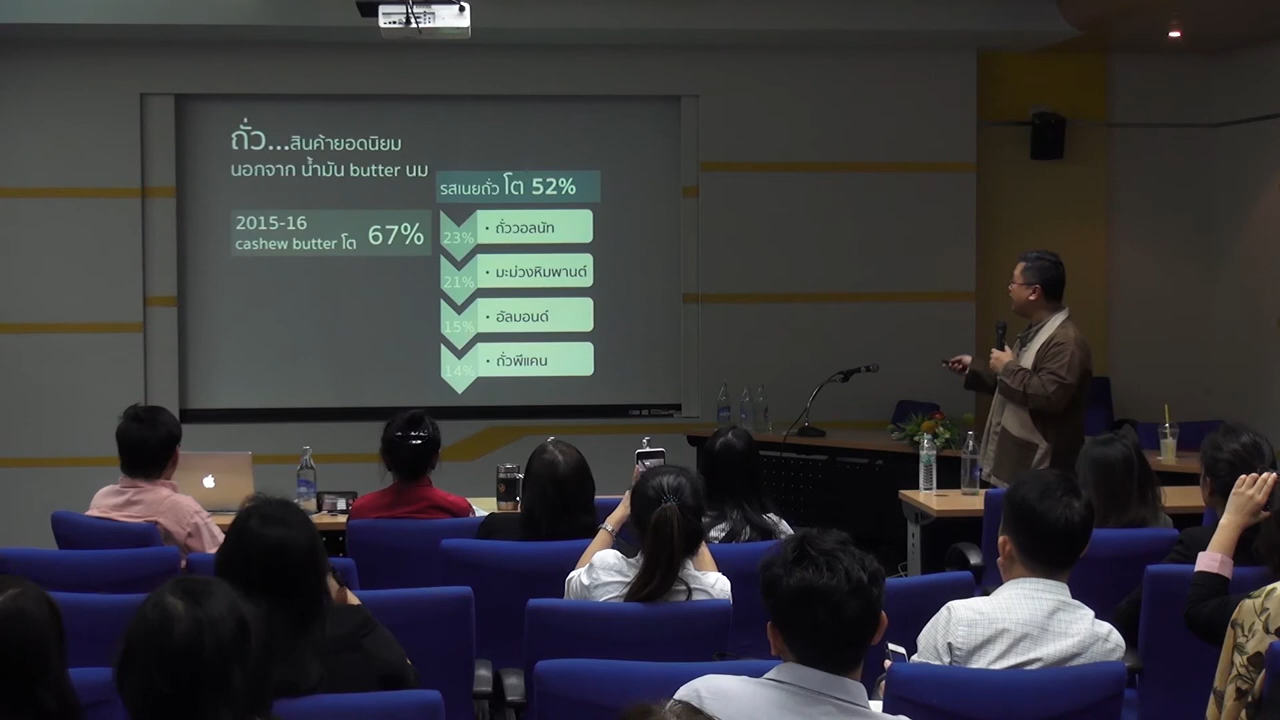 ถั่ว...สินค้ายอดนิยม
นอกจาก น้ำมัน butter นม
2015-16
cashew butter โต 67%
รสเนยถั่ว โต 52%
23% • ถั่ววอลนัท
21% • มะม่วงหิมพานต์
15% • อัลมอนด์
14% • ถั่วพีแคน